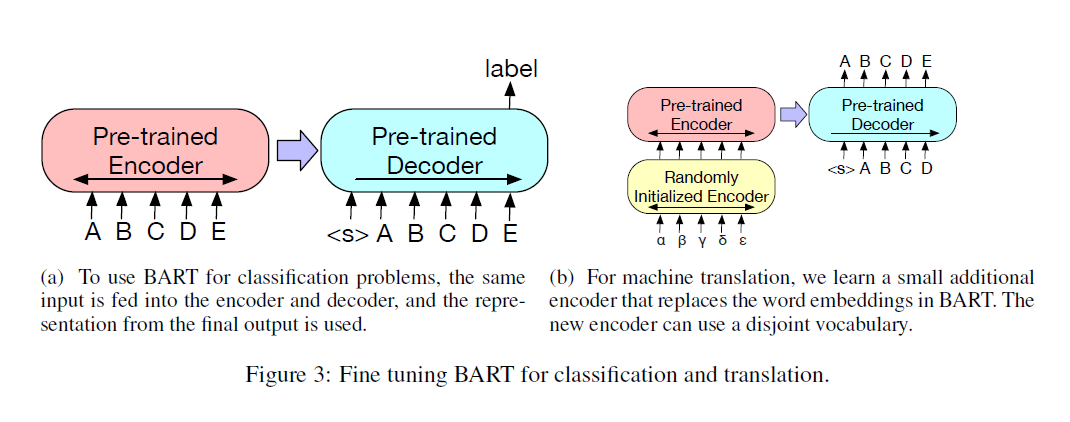 label
Pre-trained
Encoder
Pre-trained
Decoder
A B C D E
<s> A B C D E
(a) To use BART for classification problems, the same
input is fed into the encoder and decoder, and the repre-
sentation from the final output is used.
A B C D E
Pre-trained
Encoder
Pre-trained
Decoder
<s> A B C D
Randomly
Initialized Encoder
α β γ δ ε
(b) For machine translation, we learn a small additional
encoder that replaces the word embeddings in BART. The
new encoder can use a disjoint vocabulary.
Figure 3: Fine tuning BART for classification and translation.